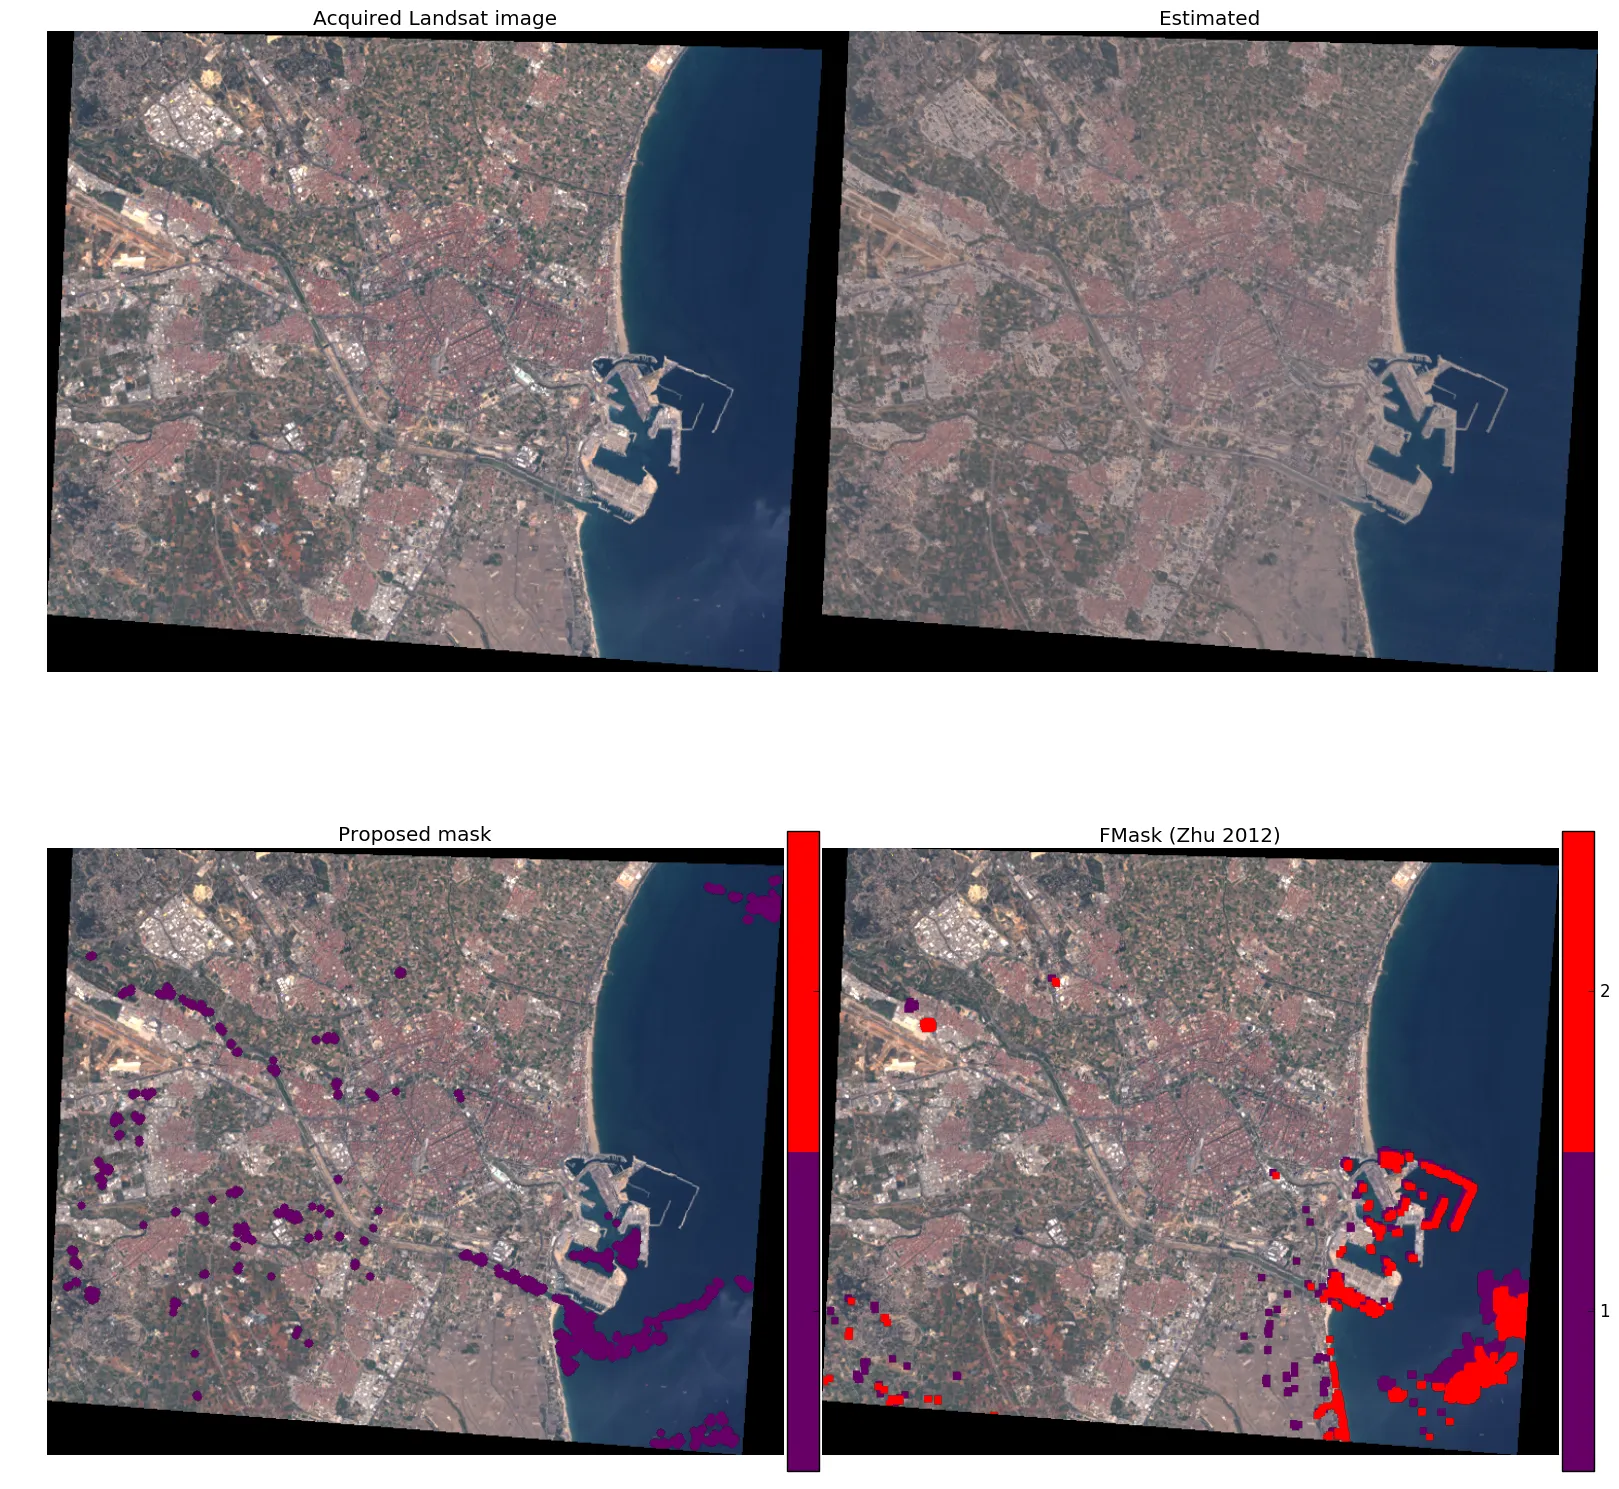 Acquired Landsat image
Estimated
Proposed mask
FMask (Zhu 2012)
2
1